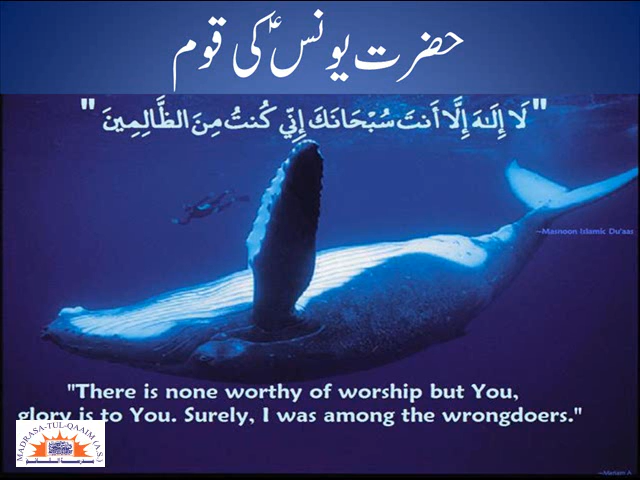 حضرت یونسؑ کی قوم
"لَا إِلَٰهَ إِلَّا أَنتَ سُبْحَانَكَ إِنِّي كُنتُ مِنَ الظَّالِمِينَ"
~Masnoon Islamic Du'aas
"There is none worthy of worship but You,
glory is to You. Surely, I was among the wrongdoers."
MADRASA-TUL-QAAIM (A.S.)
~Mariam A